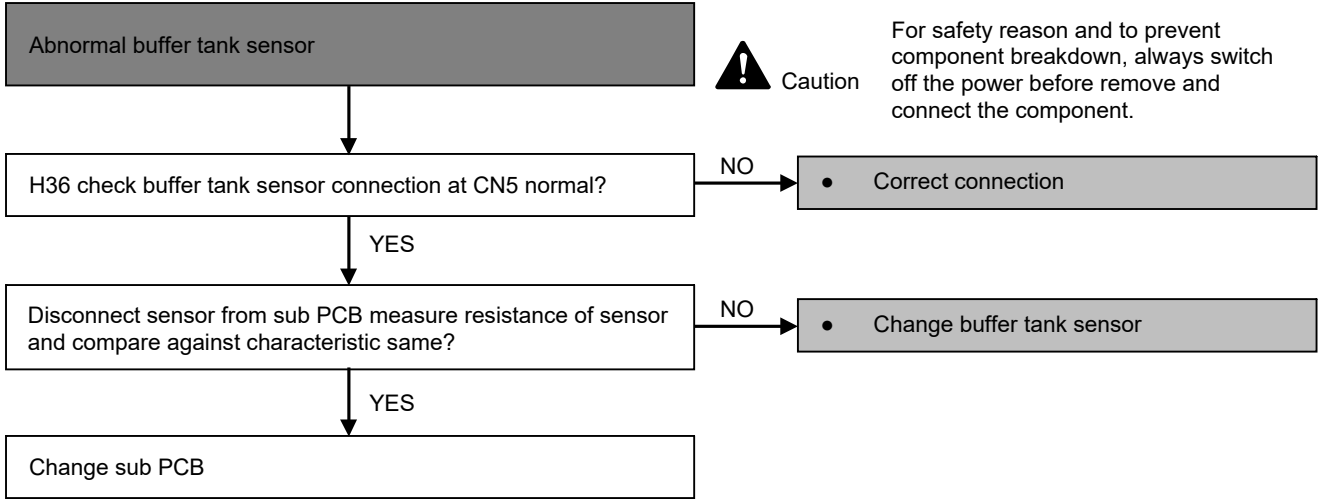 Abnormal buffer tank sensor
Caution
For safety reason and to prevent
component breakdown, always switch
off the power before remove and
connect the component.
H36 check buffer tank sensor connection at CN5 normal?
NO
● Correct connection
YES
Disconnect sensor from sub PCB measure resistance of sensor
and compare against characteristic same?
NO
● Change buffer tank sensor
YES
Change sub PCB